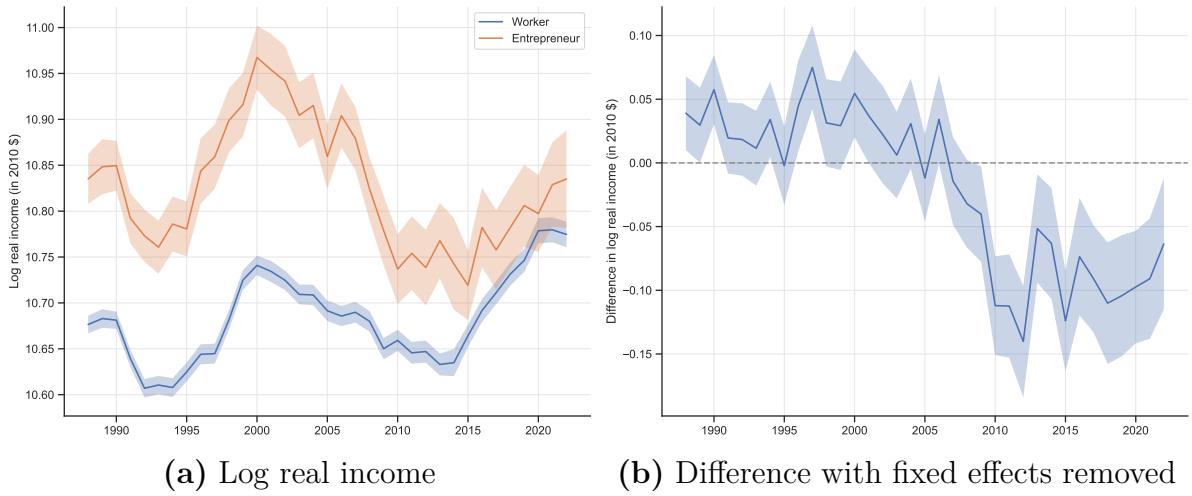 Log real income (in 2010 $)
11.00
10.95
10.90
10.85
10.80
10.75
10.70
10.65
10.60
Worker
Entrepreneur
1990 1995 2000 2005 2010 2015 2020
(a) Log real income
Difference in log real income (in 2010 $)
0.10
0.05
0.00
−0.05
−0.10
−0.15
1990 1995 2000 2005 2010 2015 2020
(b) Difference with fixed effects removed